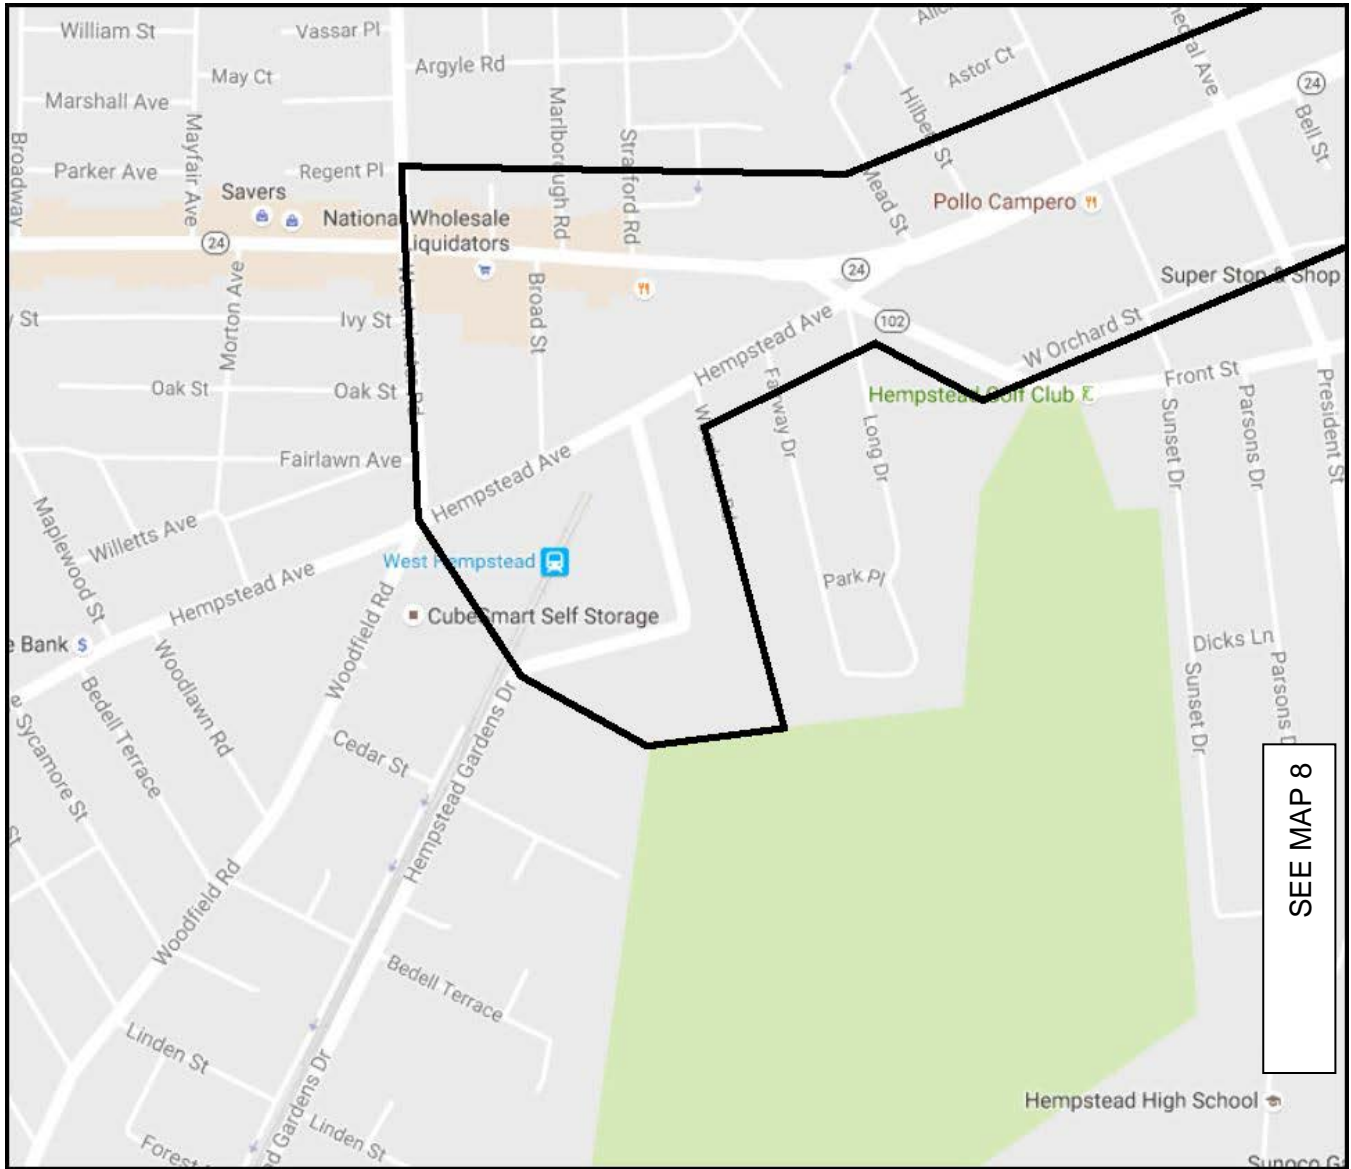 William St
Vassar Pl
Argyle Rd
May Ct
Marshall Ave
Astor Ct
24
Bell St
Broadway
Mayfair Ave
Marlborough Rd
Parker Ave
Regent Pl
Savers
National Wholesale
Liquidators
24
Mead St
Pollo Campero
24
Super Stop & Shop
St
Ivy St
Morton Ave
Broad St
102
Hempstead Ave
W Orchard St
Oak St
Oak St
Hempstead Golf Club
Front St
Fairway Dr
Long Dr
Sunset Dr
Parsons Dr
President St
Fairlawn Ave
Hempstead Ave
Maplewood St
Willetts Ave
West Hempstead
Hempstead Ave
Park Pl
CubeSmart Self Storage
Woodfield Rd
Bank $
Dicks Ln
Woodlawn Rd
Bedell Terrace
Sycamore St
Cedar St
Hempstead Gardens Dr
Sunset Dr
Parsons D
SEE MAP 8
St
Woodfield Rd
Bedell Terrace
Linden St
Hempstead High School
Linden St
Gardens Dr
Forest